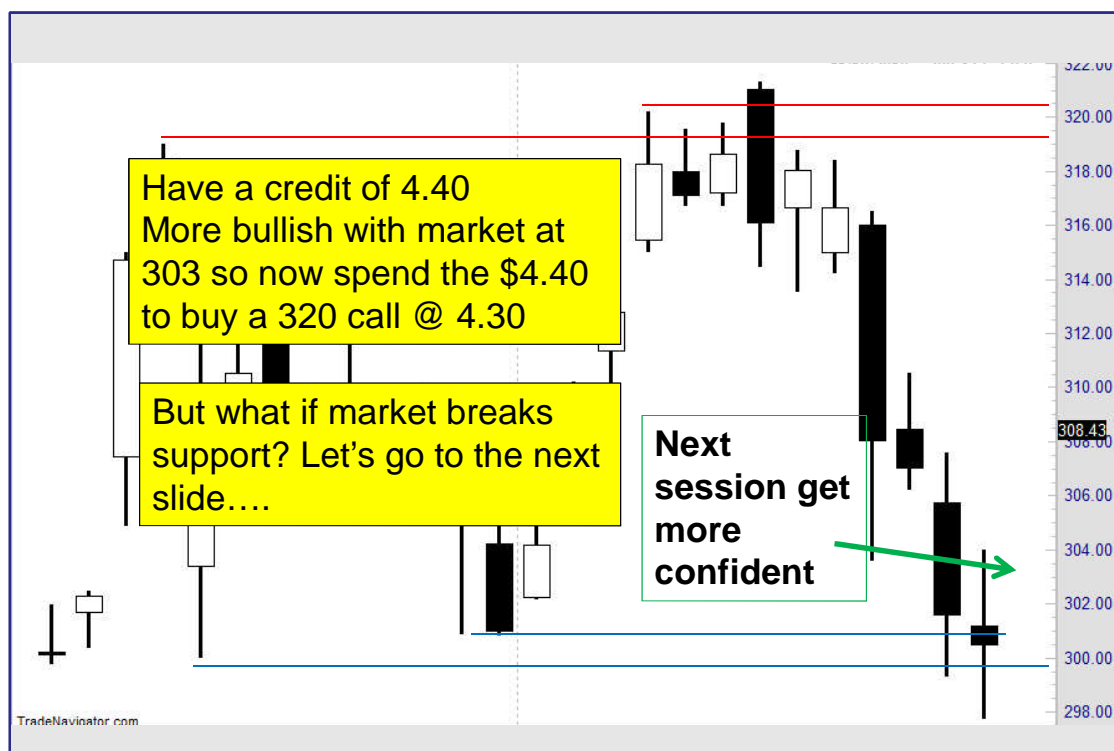 322.00
320.00
318.00
316.00
314.00
312.00
310.00
308.43
308.00
306.00
304.00
302.00
300.00
298.00
Have a credit of 4.40
More bullish with market at
303 so now spend the $4.40
to buy a 320 call @ 4.30
But what if market breaks
support? Let’s go to the next
slide….
Next
session get
more
confident
TradeNavigator.com